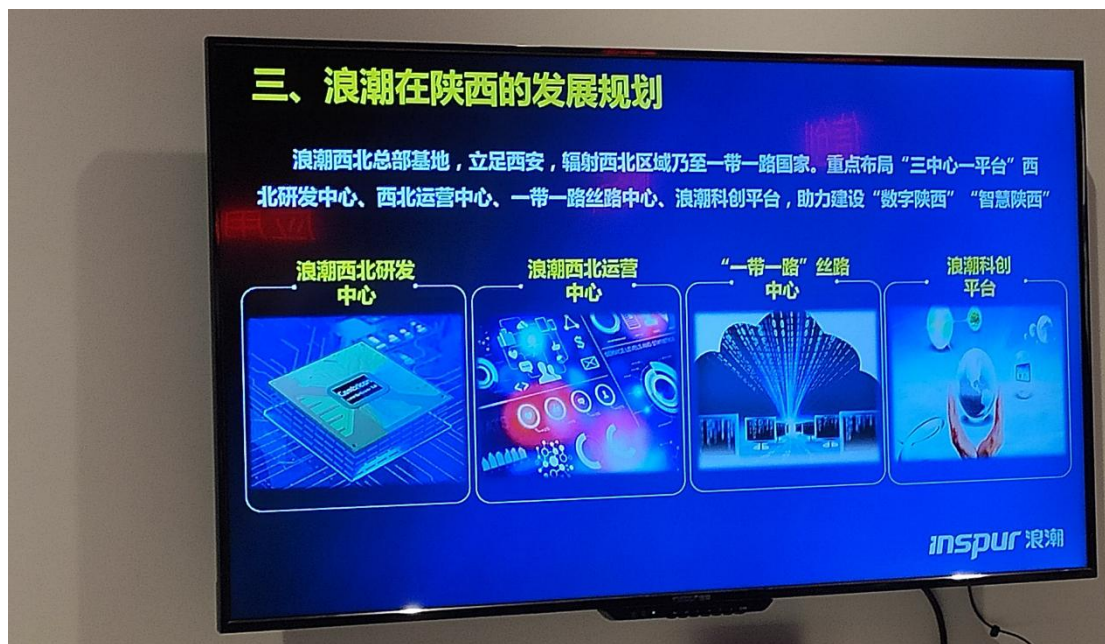 三、浪潮在陕西的发展规划
浪潮西北总部基地，立足西安，辐射西北区域乃至一带一路国家。重点布局“三中心一平台”西
北研发中心、西北运营中心、一带一路丝路中心、浪潮科创平台，助力建设“数字陕西”“智慧陕西”
浪潮西北研发
中心
浪潮西北运营
中心
“一带一路”丝路
中心
浪潮科创
平台
Cambricon
inspur 浪潮